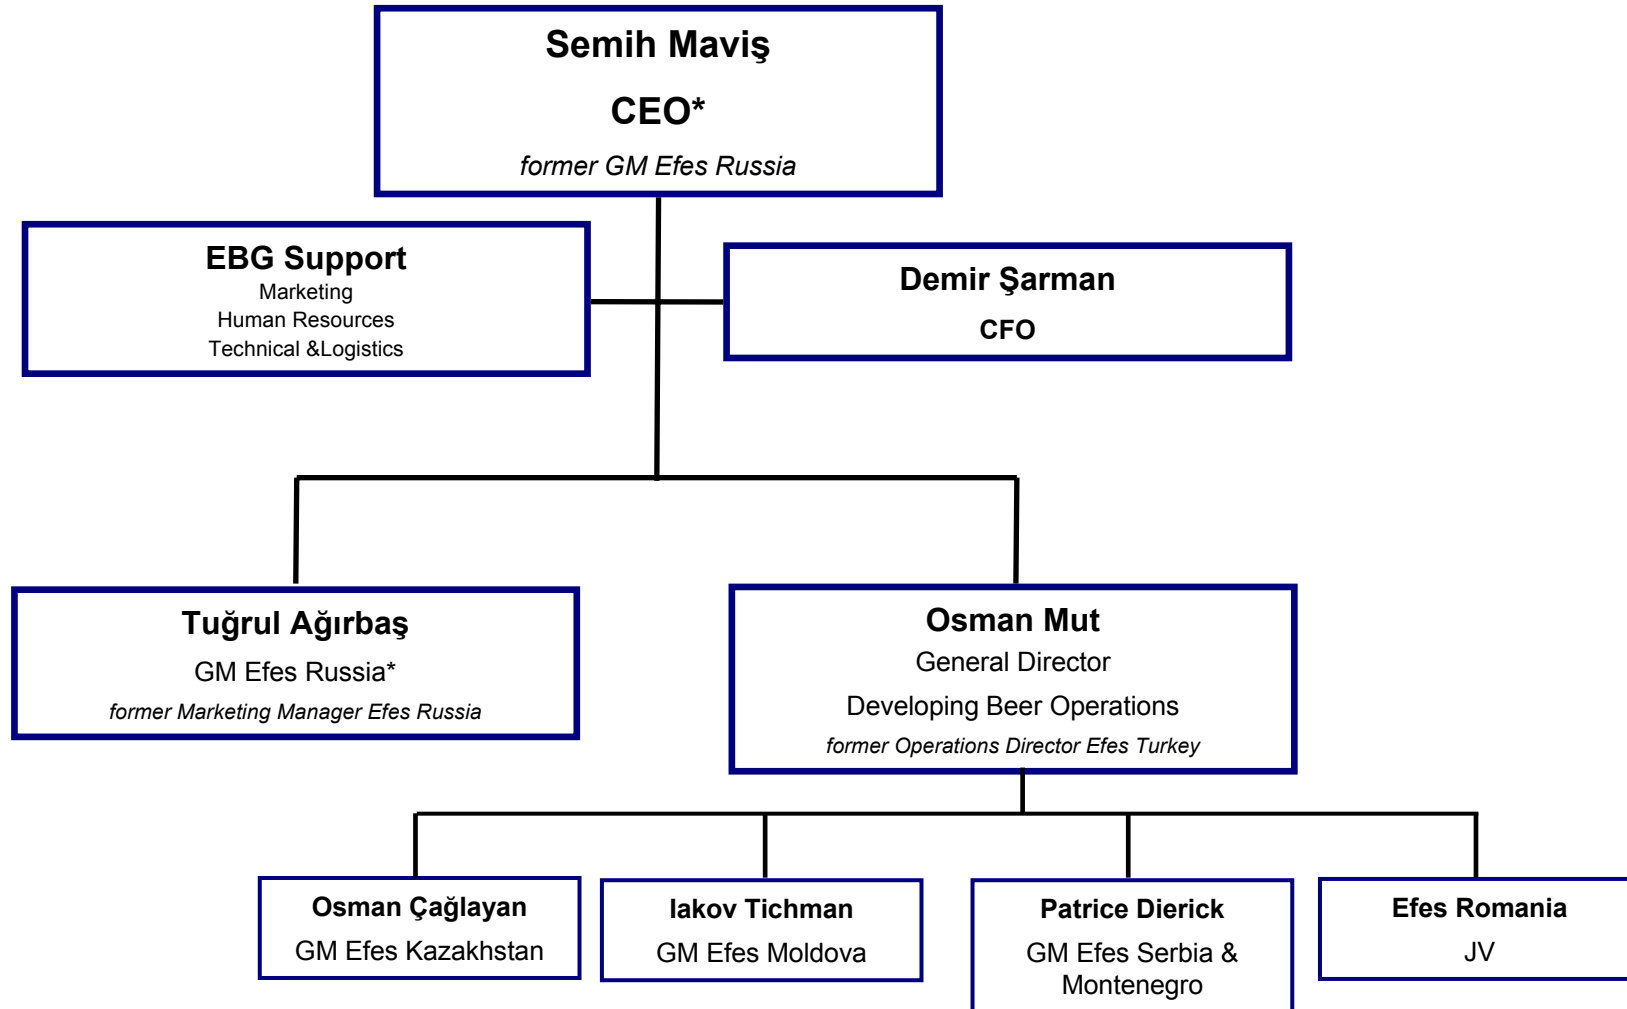 Semih Maviş
CEO*
former GM Efes Russia
EBG Support
Marketing
Human Resources
Technical &Logistics
Demir Şarman
CFO
Tuğrul Ağırbaş
GM Efes Russia*
former Marketing Manager Efes Russia
Osman Mut
General Director
Developing Beer Operations
former Operations Director Efes Turkey
Osman Çağlayan
GM Efes Kazakhstan
Iakov Tichman
GM Efes Moldova
Patrice Dierick
GM Efes Serbia &
Montenegro
Efes Romania
JV